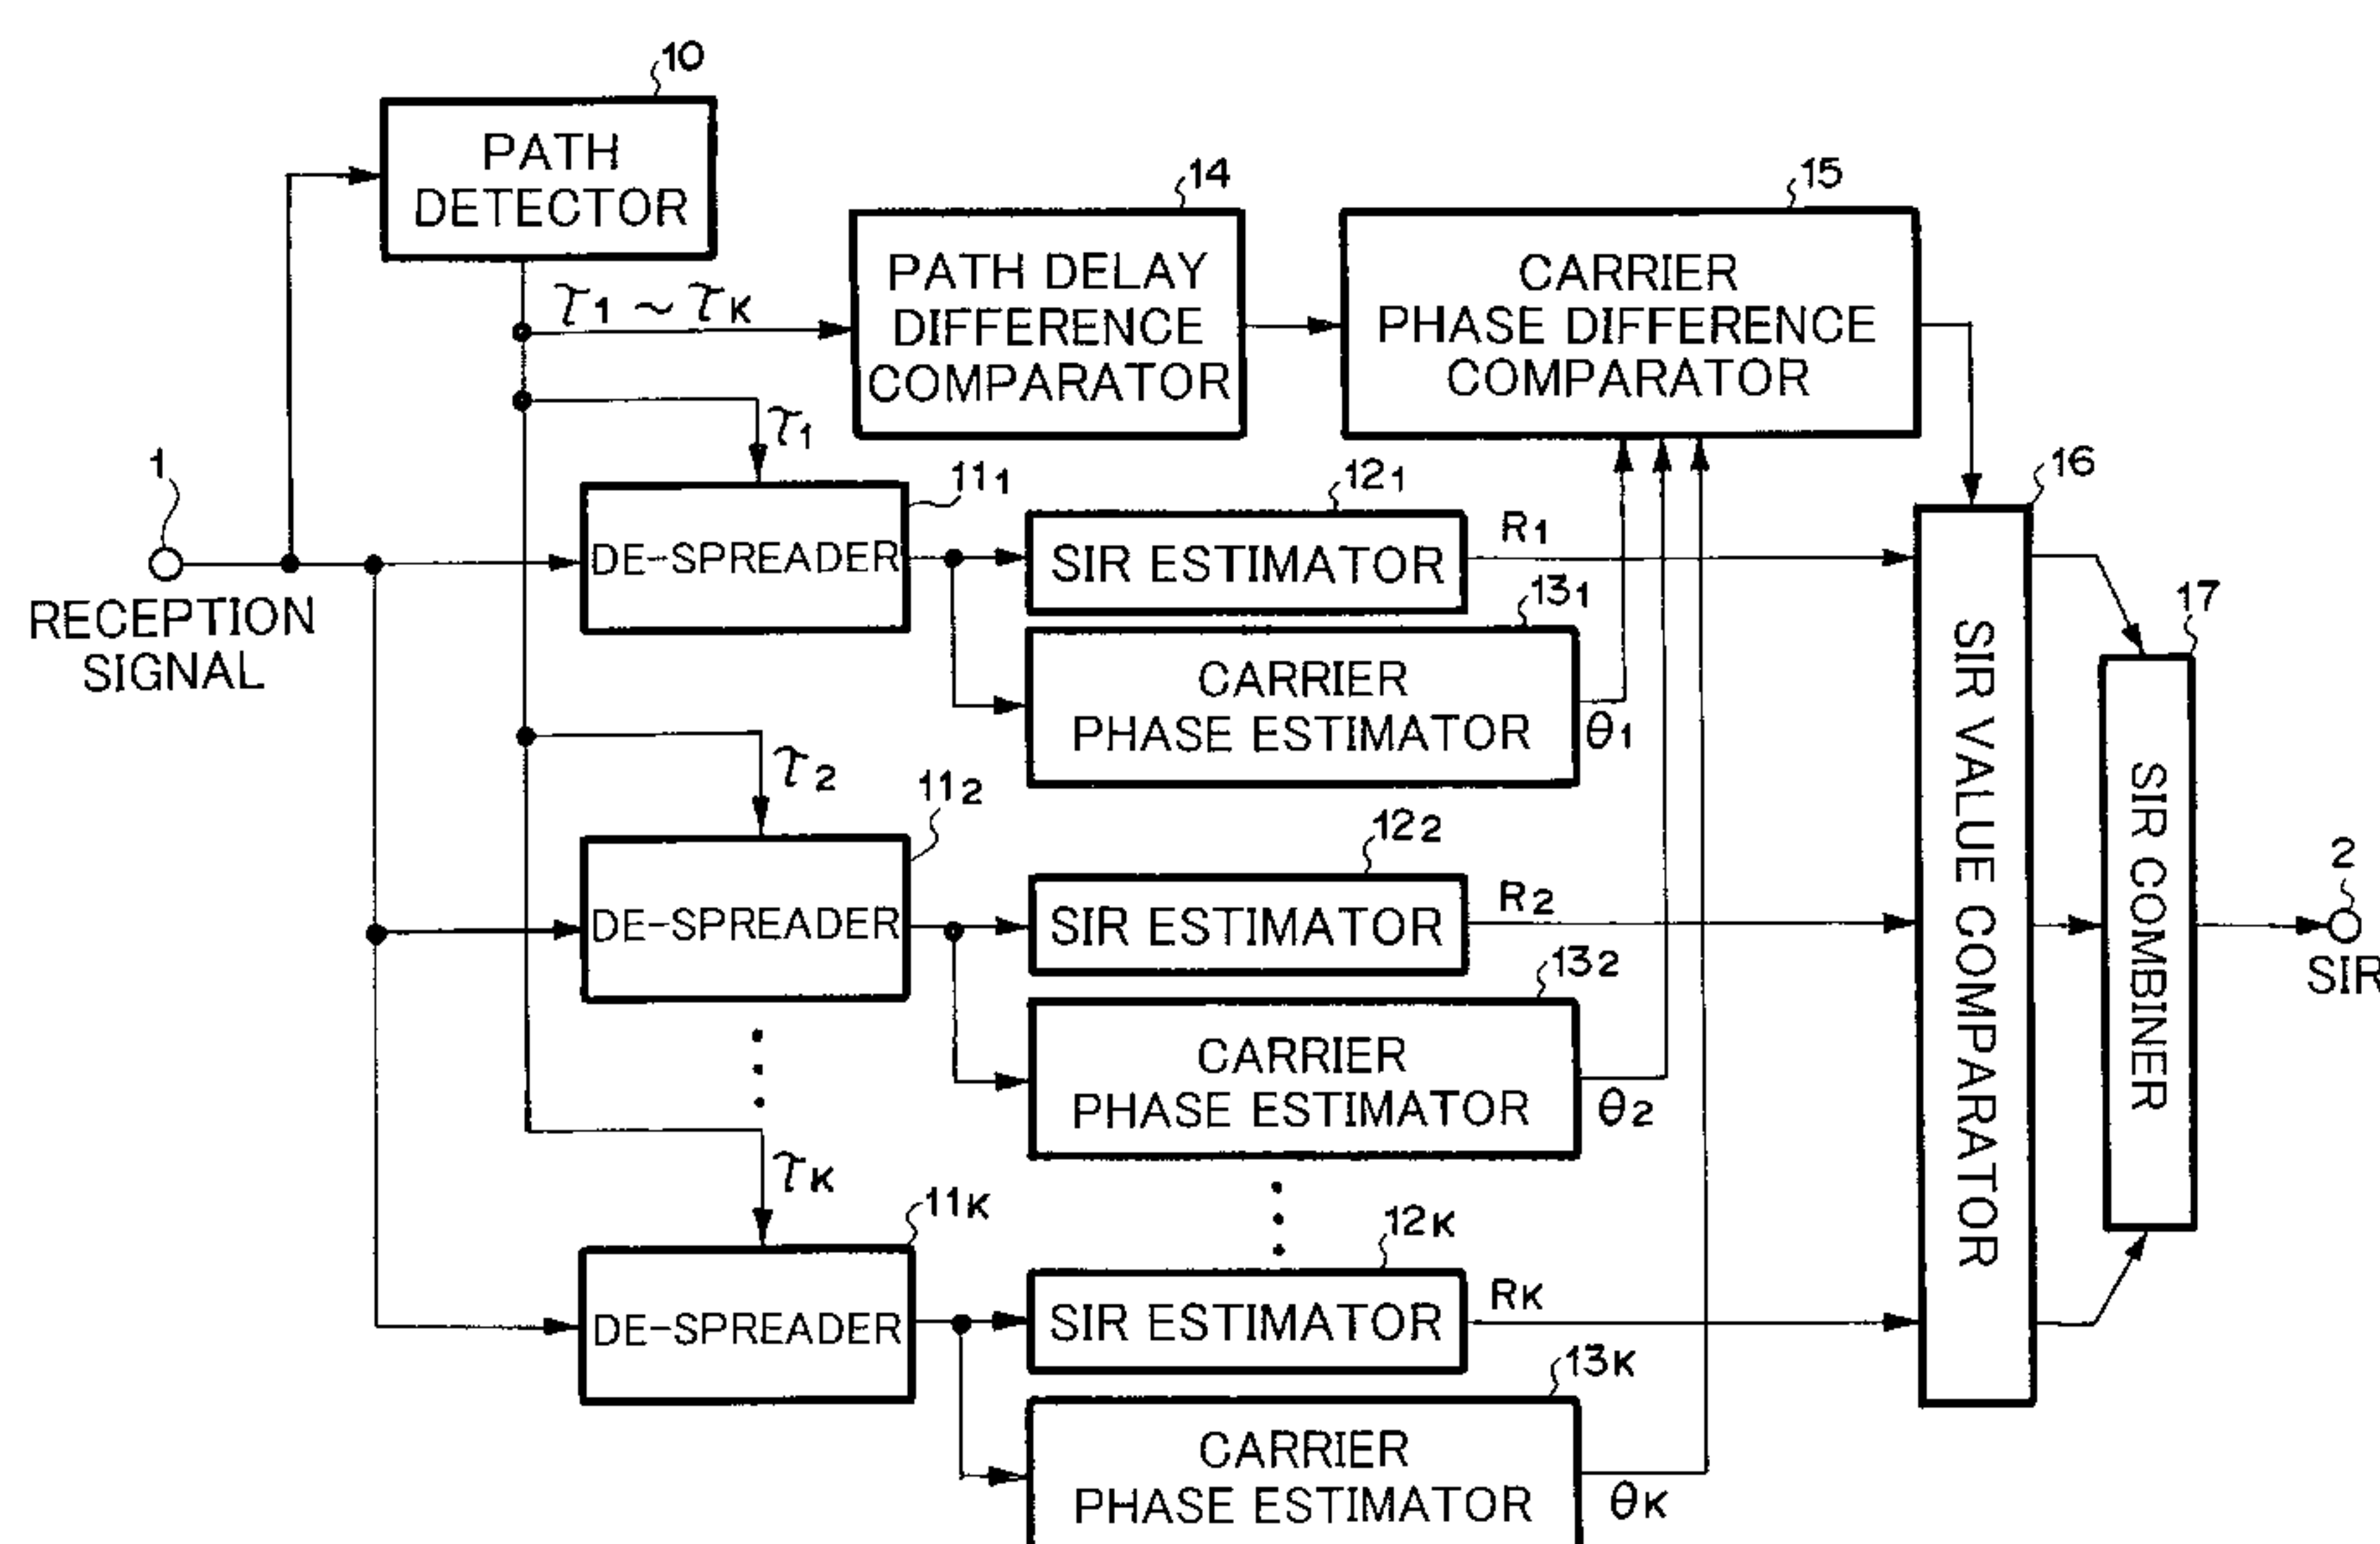 10
PATH
DETECTOR
14
15
τ1 ~ τK
PATH DELAY
DIFFERENCE
COMPARATOR
CARRIER
PHASE DIFFERENCE
COMPARATOR
τ1
1
RECEPTION
SIGNAL
111
DE-SPREADER
121
SIR ESTIMATOR
R1
131
CARRIER
PHASE ESTIMATOR
θ1
16
SIR VALUE COMPARATOR
17
SIR COMBINER
2
SIR
τ2
112
DE-SPREADER
122
SIR ESTIMATOR
R2
132
CARRIER
PHASE ESTIMATOR
θ2
τK
11K
DE-SPREADER
12K
SIR ESTIMATOR
RK
13K
CARRIER
PHASE ESTIMATOR
θK